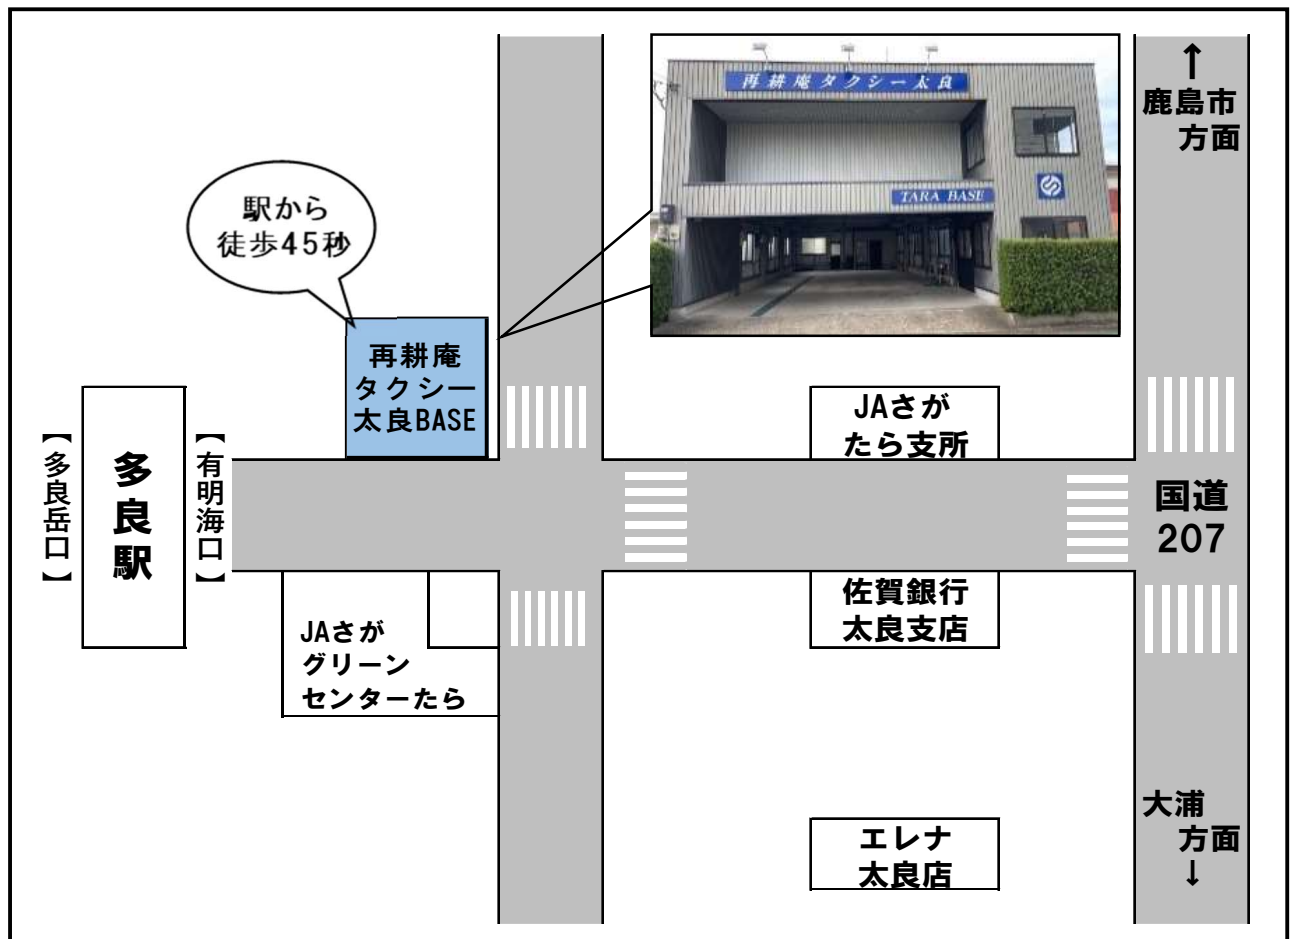 再耕庵タクシー太良
TARA BASE
↑
鹿島市
方面
駅から
徒歩45秒
再耕庵
タクシー
太良BASE
JAさが
たら支所
【多良岳口】
多良駅
【有明海口】
国道
207
JAさが
グリーン
センターたら
佐賀銀行
太良支店
エレナ
太良店
大浦
方面
↓